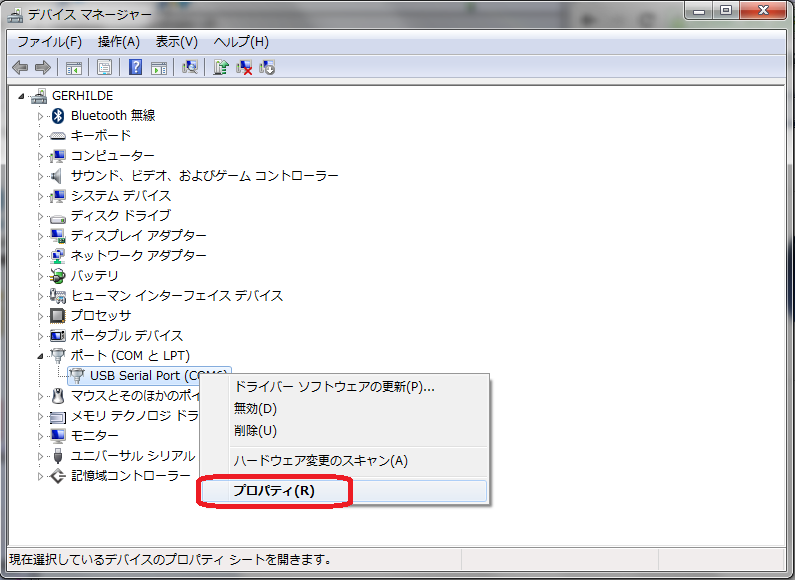 デバイス マネージャー
ファイル(F) 操作(A) 表示(V) ヘルプ(H)
GERHILDE
Bluetooth 無線
キーボード
コンピューター
サウンド、ビデオ、およびゲーム コントローラー
システム デバイス
ディスク ドライブ
ディスプレイ アダプター
ネットワーク アダプター
バッテリ
ヒューマン インターフェイス デバイス
プロセッサ
ポータブル デバイス
ポート (COM と LPT)
USB Serial Port (COM6)
マウスとそのほかのポイ
メモリ テクノロジ ドラ
モニター
ユニバーサル シリアル
記憶域コントローラー
ドライバー ソフトウェアの更新(P)...
無効(D)
削除(U)
ハードウェア変更のスキャン(A)
プロパティ(R)
現在選択しているデバイスのプロパティ シートを開きます。